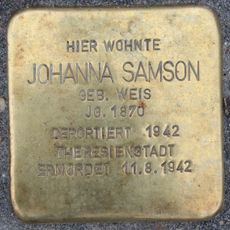 HIER WOHNTE
JOHANNA SAMSON
GEB. WEIS
JG. 1870
DEPORTIERT 1942
THERESIENSTADT
ERMORDET 11.8.1942